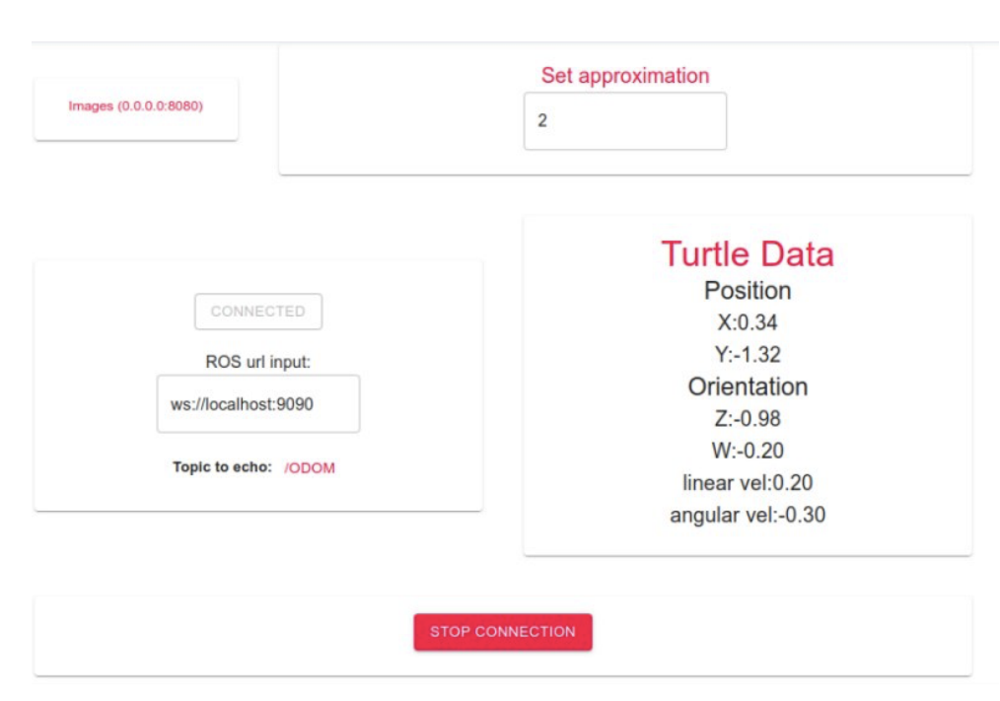 Images (0.0.0.0:8080)
Set approximation
2
CONNECTED
ROS url input:
ws://localhost:9090
Topic to echo: /ODOM
Turtle Data
Position
X:0.34
Y:-1.32
Orientation
Z:-0.98
W:-0.20
linear vel:0.20
angular vel:-0.30
STOP CONNECTION